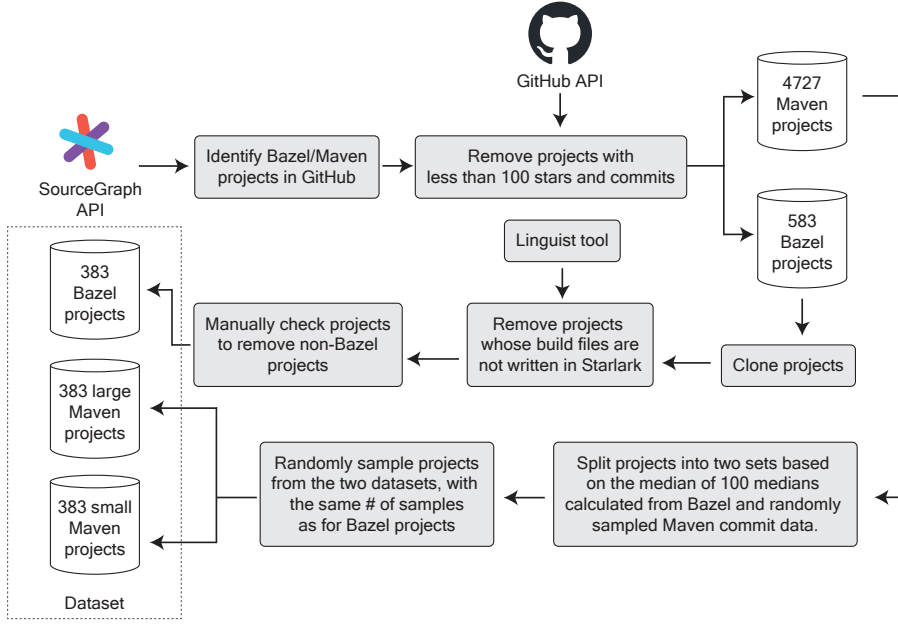 GitHub API
4727
Maven
projects
SourceGraph
API
Identify Bazel/Maven
projects in GitHub
Remove projects with
less than 100 stars and commits
583
Bazel
projects
Linguist tool
383
Bazel
projects
Manually check projects
to remove non-Bazel
projects
Remove projects
whose build files are
not written in Starlark
Clone projects
383 large
Maven
projects
Randomly sample projects
from the two datasets, with
the same # of samples
as for Bazel projects
Split projects into two sets based
on the median of 100 medians
calculated from Bazel and randomly
sampled Maven commit data.
383 small
Maven
projects
Dataset